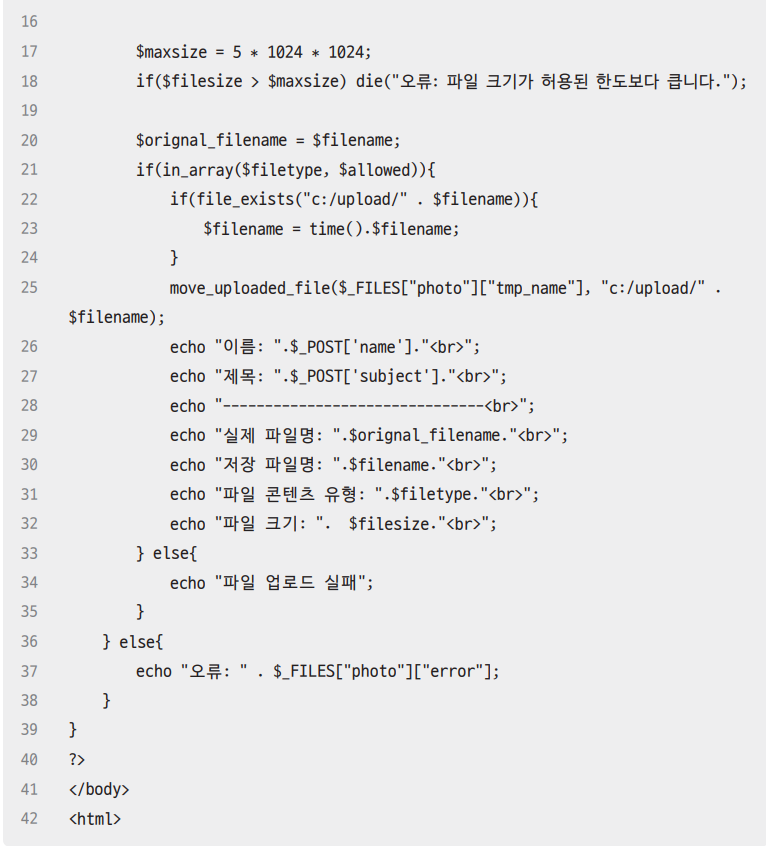 16
17 $maxsize = 5 * 1024 * 1024;
18 if($filesize > $maxsize) die("오류: 파일 크기가 허용된 한도보다 큽니다.");
19
20 $orignal_filename = $filename;
21 if(in_array($filetype, $allowed)){
22 if(file_exists("c:/upload/" . $filename)){
23 $filename = time().$filename;
24 }
25 move_uploaded_file($_FILES["photo"]["tmp_name"], "c:/upload/" .
$filename);
26 echo "이름: ".$_POST['name']."<br>";
27 echo "제목: ".$_POST['subject']."<br>";
28 echo "-------------------------------<br>";
29 echo "실제 파일명: ".$orignal_filename."<br>";
30 echo "저장 파일명: ".$filename."<br>";
31 echo "파일 콘텐츠 유형: ".$filetype."<br>";
32 echo "파일 크기: ".  $filesize."<br>";
33 } else{
34 echo "파일 업로드 실패";
35 }
36 } else{
37 echo "오류: " . $_FILES["photo"]["error"];
38 }
39 }
40 ?>
41 </body>
42 <html>